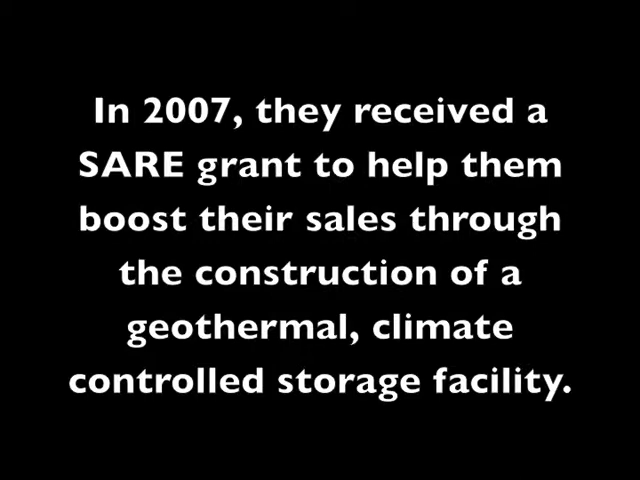 In 2007, they received a
SARE grant to help them
boost their sales through
the construction of a
geothermal, climate
controlled storage facility.